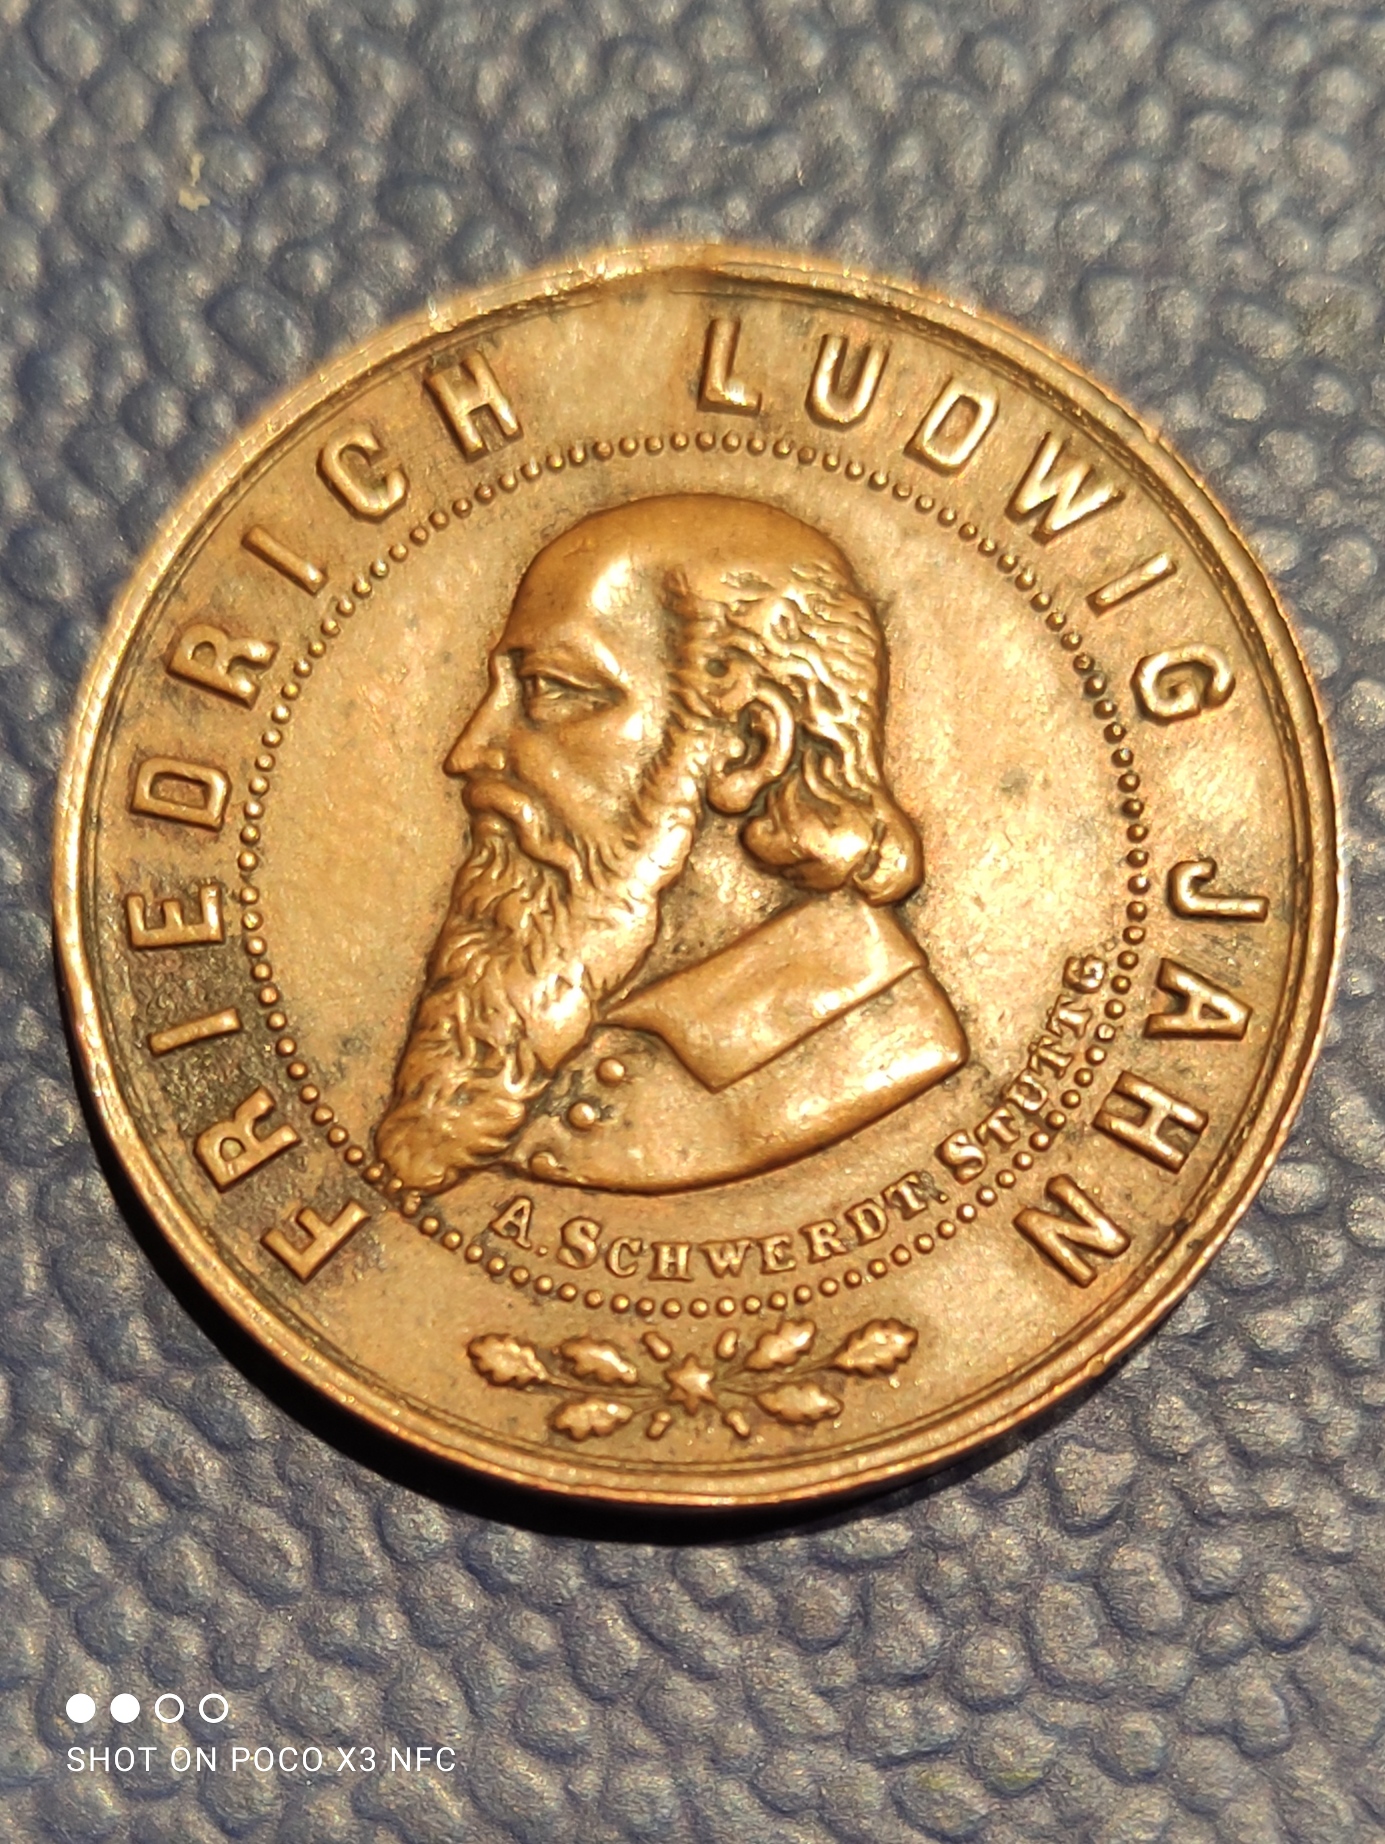 FRIEDRICH LUDWIG JAHN
A. SCHWERDT. STUTTG.
SHOT ON POCO X3 NFC